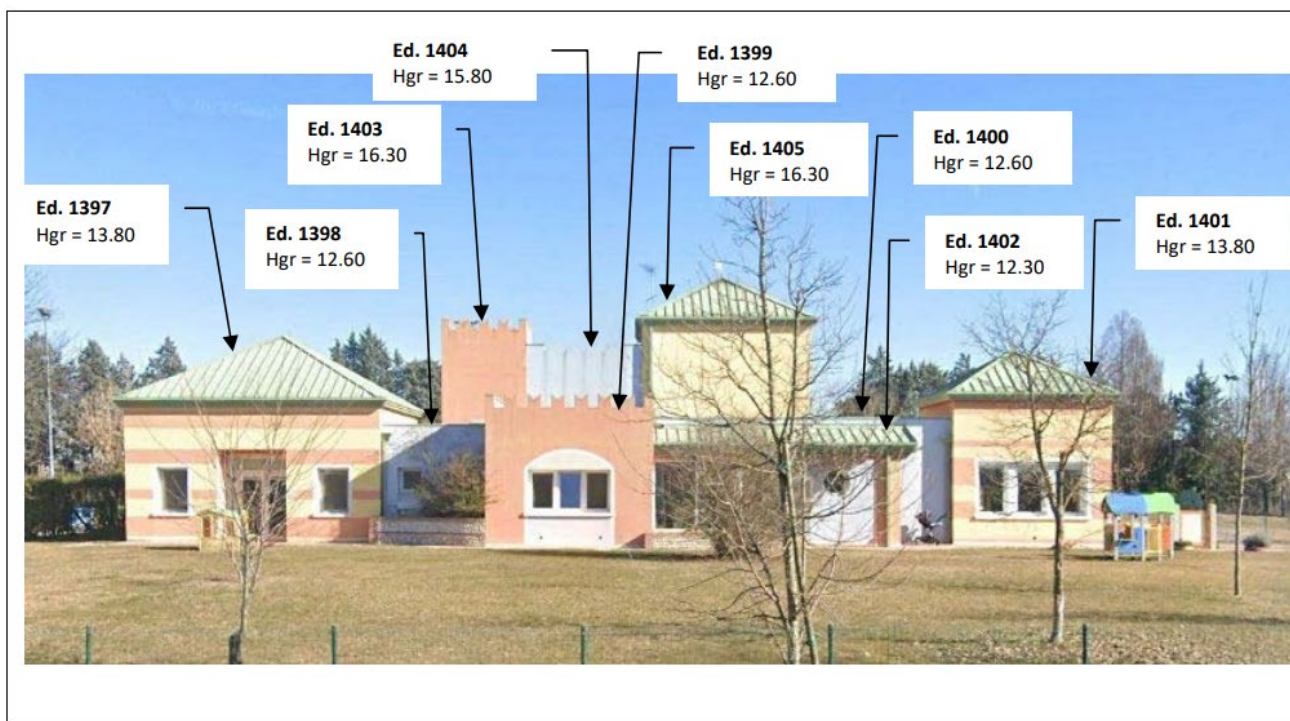 Ed. 1404
Hgr = 15.80
Ed. 1399
Hgr = 12.60
Ed. 1403
Hgr = 16.30
Ed. 1405
Hgr = 16.30
Ed. 1400
Hgr = 12.60
Ed. 1397
Hgr = 13.80
Ed. 1398
Hgr = 12.60
Ed. 1402
Hgr = 12.30
Ed. 1401
Hgr = 13.80